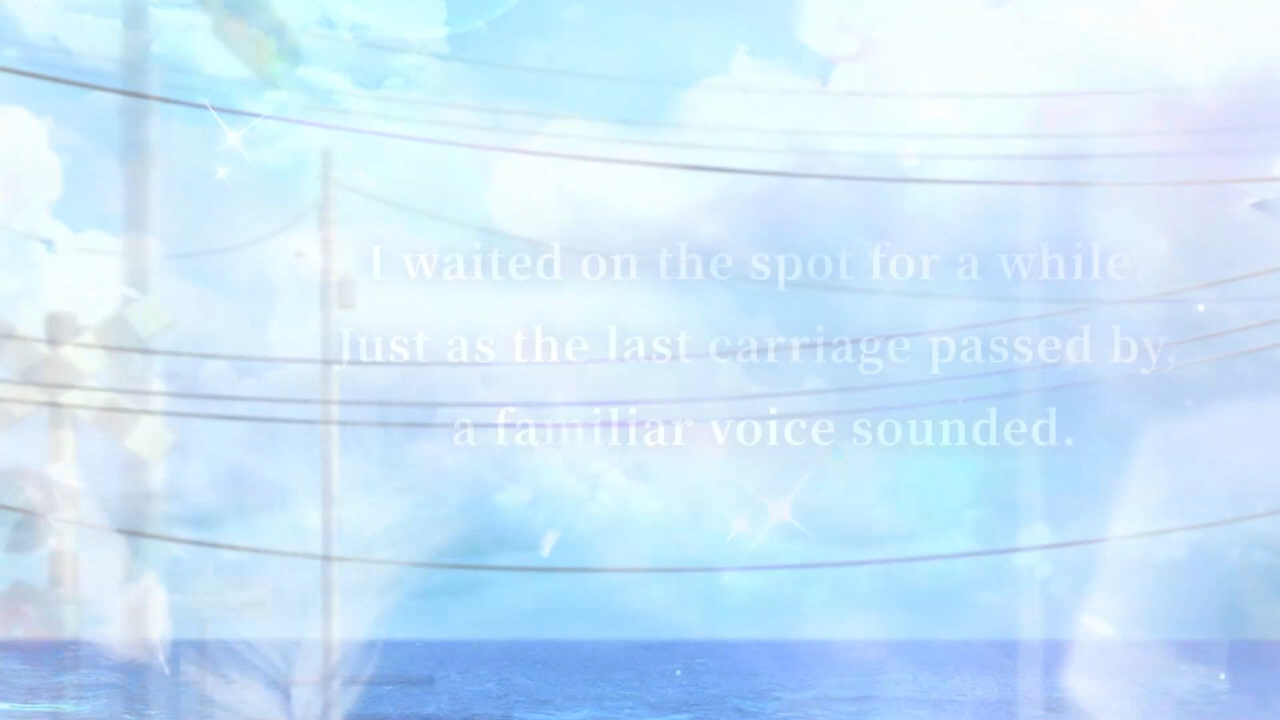 I waited on the spot for a while.
Just as the last carriage passed by,
a familiar voice sounded.